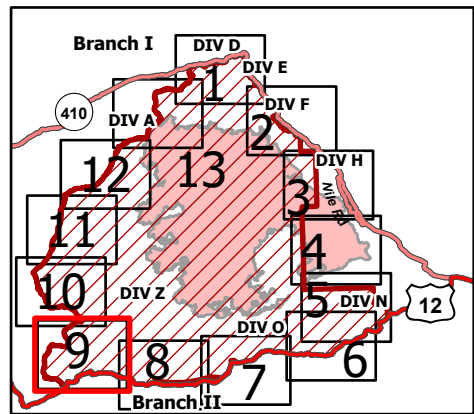 Branch I
DIV D
1
DIV E
410
DIV A
2
DIV F
12
13
3
DIV H
Nile Rd
11
4
10
DIV Z
5
DIV N
12
9
8
DIV O
7
6
Branch II